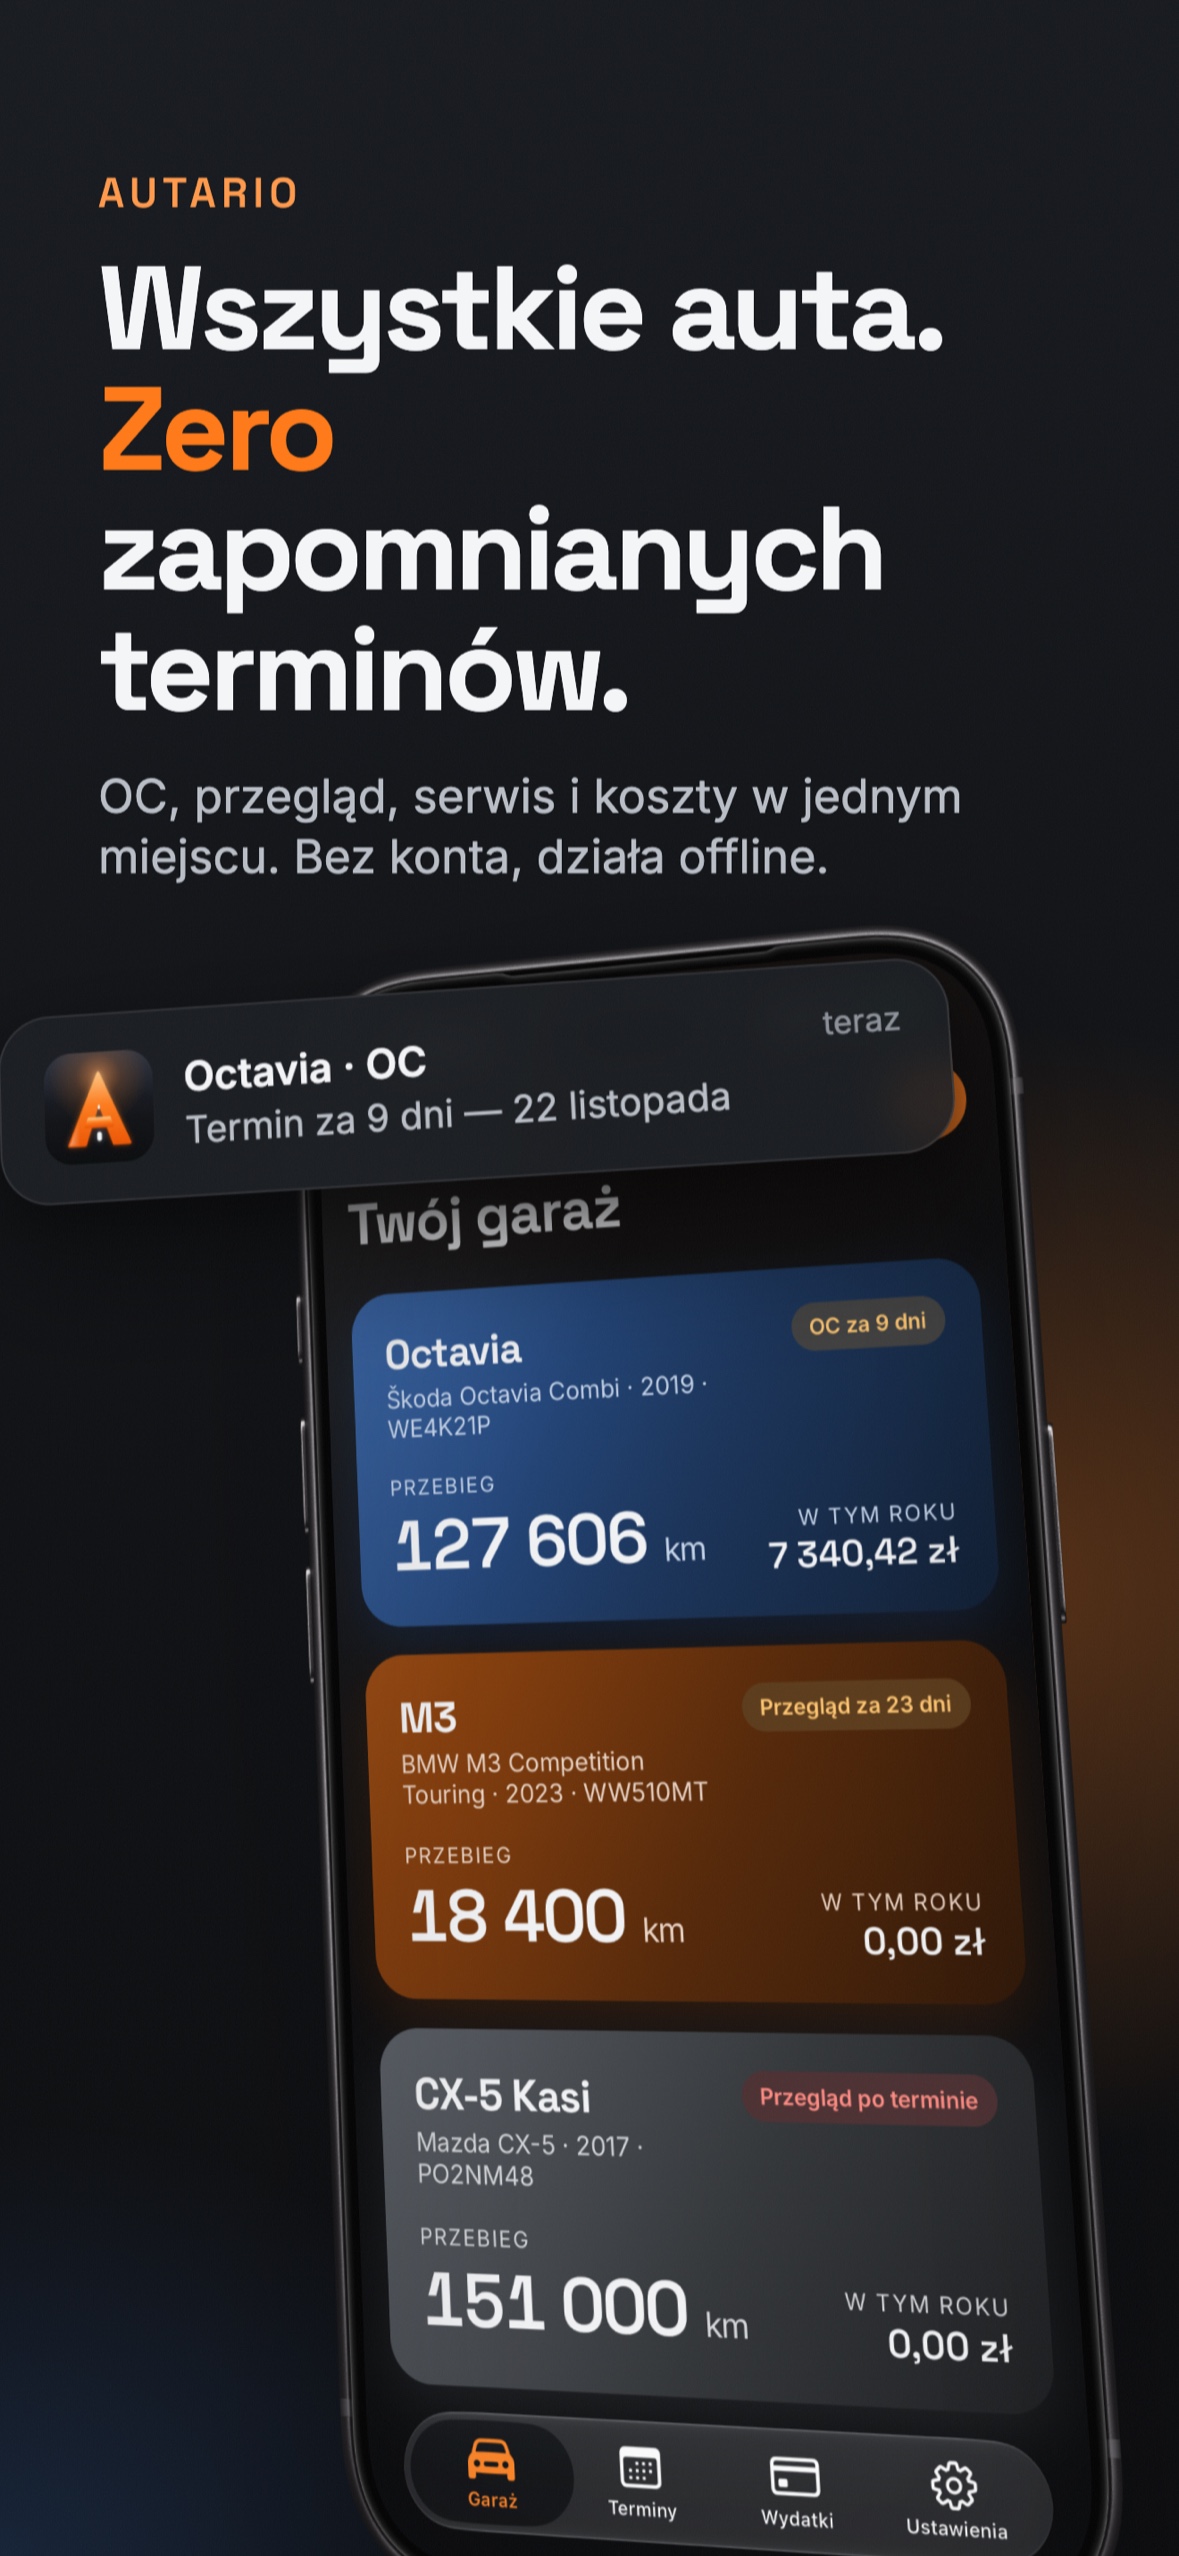 AUTARIO
Wszystkie auta.
Zero
zapomnianych
terminów.
OC, przegląd, serwis i koszty w jednym
miejscu. Bez konta, działa offline.
teraz
Octavia · OC
Termin za 9 dni — 22 listopada
Twój garaż
Octavia
OC za 9 dni
Škoda Octavia Combi · 2019 ·
WE4K21P
PRZEBIEG
127 606 km
W TYM ROKU
7 340,42 zł
M3
Przegląd za 23 dni
BMW M3 Competition
Touring · 2023 · WW510MT
PRZEBIEG
18 400 km
W TYM ROKU
0,00 zł
CX-5 Kasi
Przegląd po terminie
Mazda CX-5 · 2017 ·
PO2NM48
PRZEBIEG
151 000 km
W TYM ROKU
0,00 zł
Garaż
Terminy
Wydatki
Ustawienia